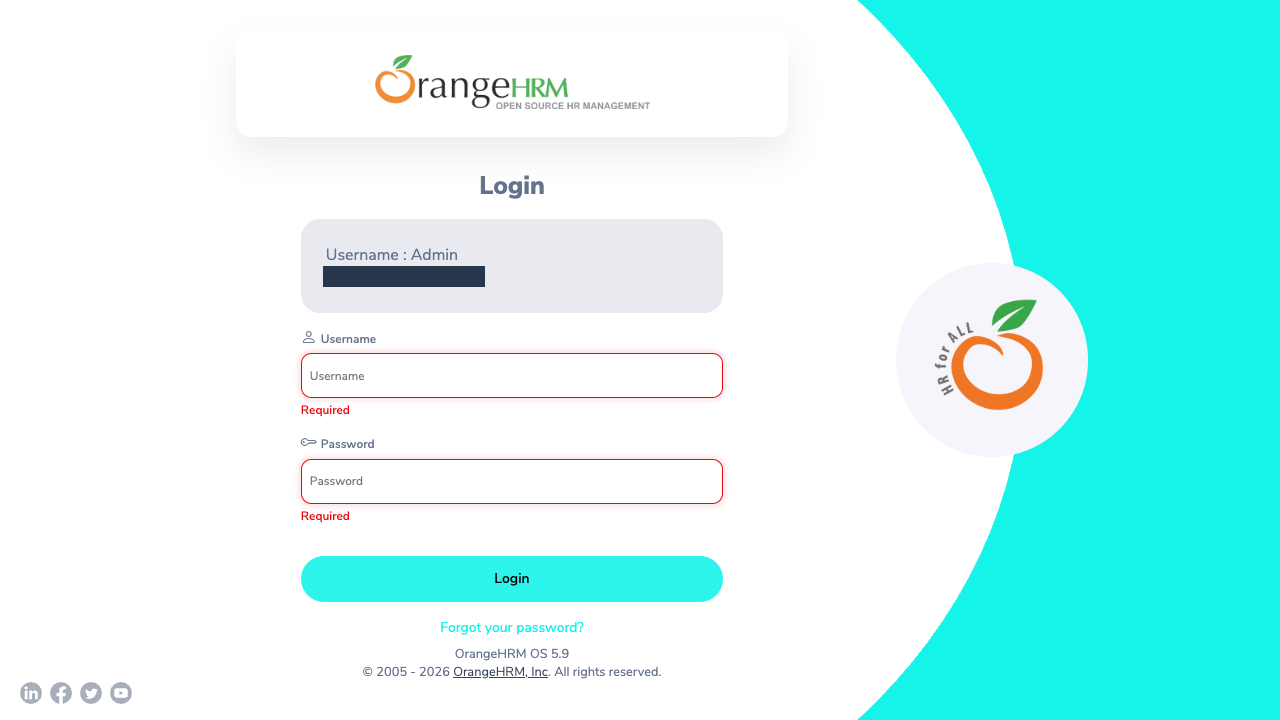 OrangeHRM
OPEN SOURCE HR MANAGEMENT
Login
Username : Admin
Username
Username
Required
Password
Password
Required
Login
Forgot your password?
OrangeHRM OS 5.9
© 2005 - 2026 OrangeHRM, Inc. All rights reserved.
HR for ALL